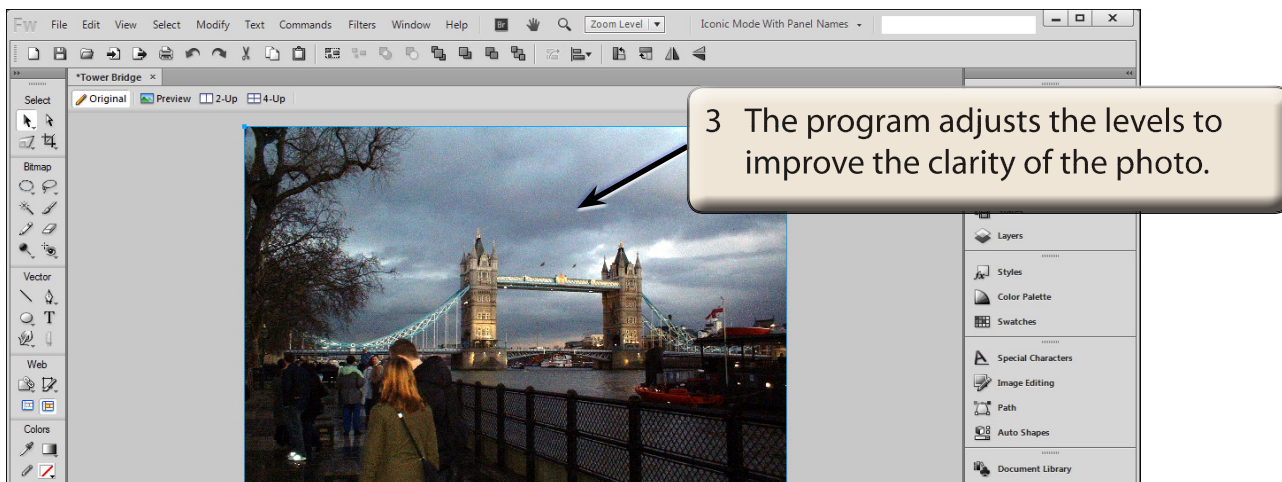 Fw File Edit View Select Modify Text Commands Filters Window Help Br Zoom Level Iconic Mode With Panel Names
*Tower Bridge ×
Select
Original Preview 2-Up 4-Up
3 The program adjusts the levels to
improve the clarity of the photo.
Bitmap
Layers
Styles
Vector
Color Palette
T
Swatches
Web
Special Characters
Image Editing
Path
Colors
Auto Shapes
Document Library